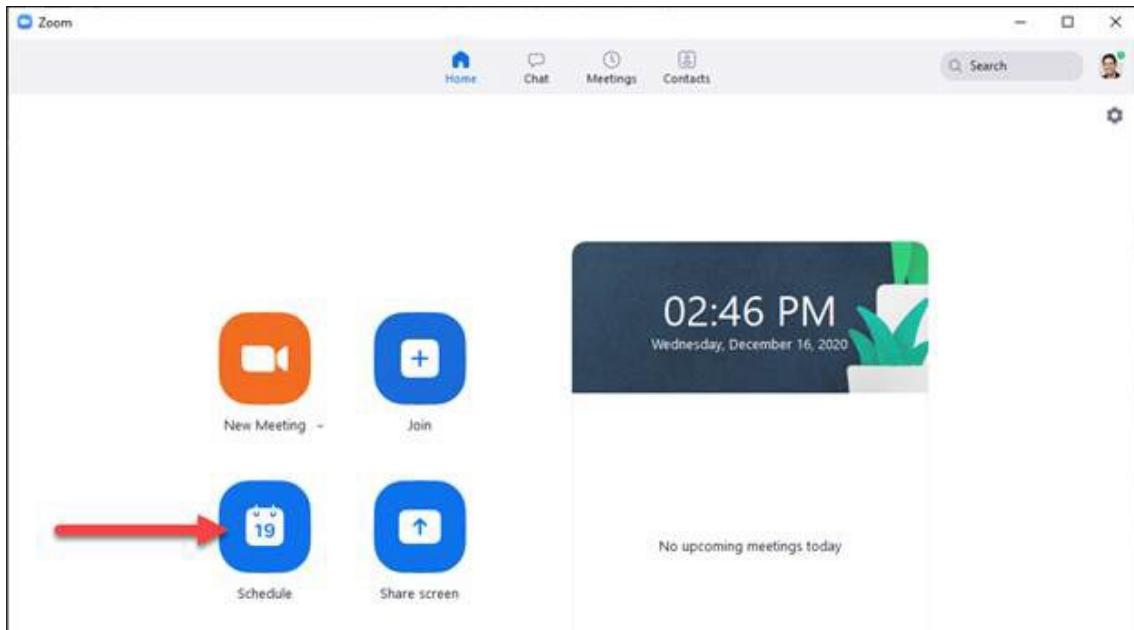 Zoom
Home
Chat
Meetings
Contacts
Search
02:46 PM
Wednesday, December 16, 2020
New Meeting
Join
19
Schedule
Share screen
No upcoming meetings today